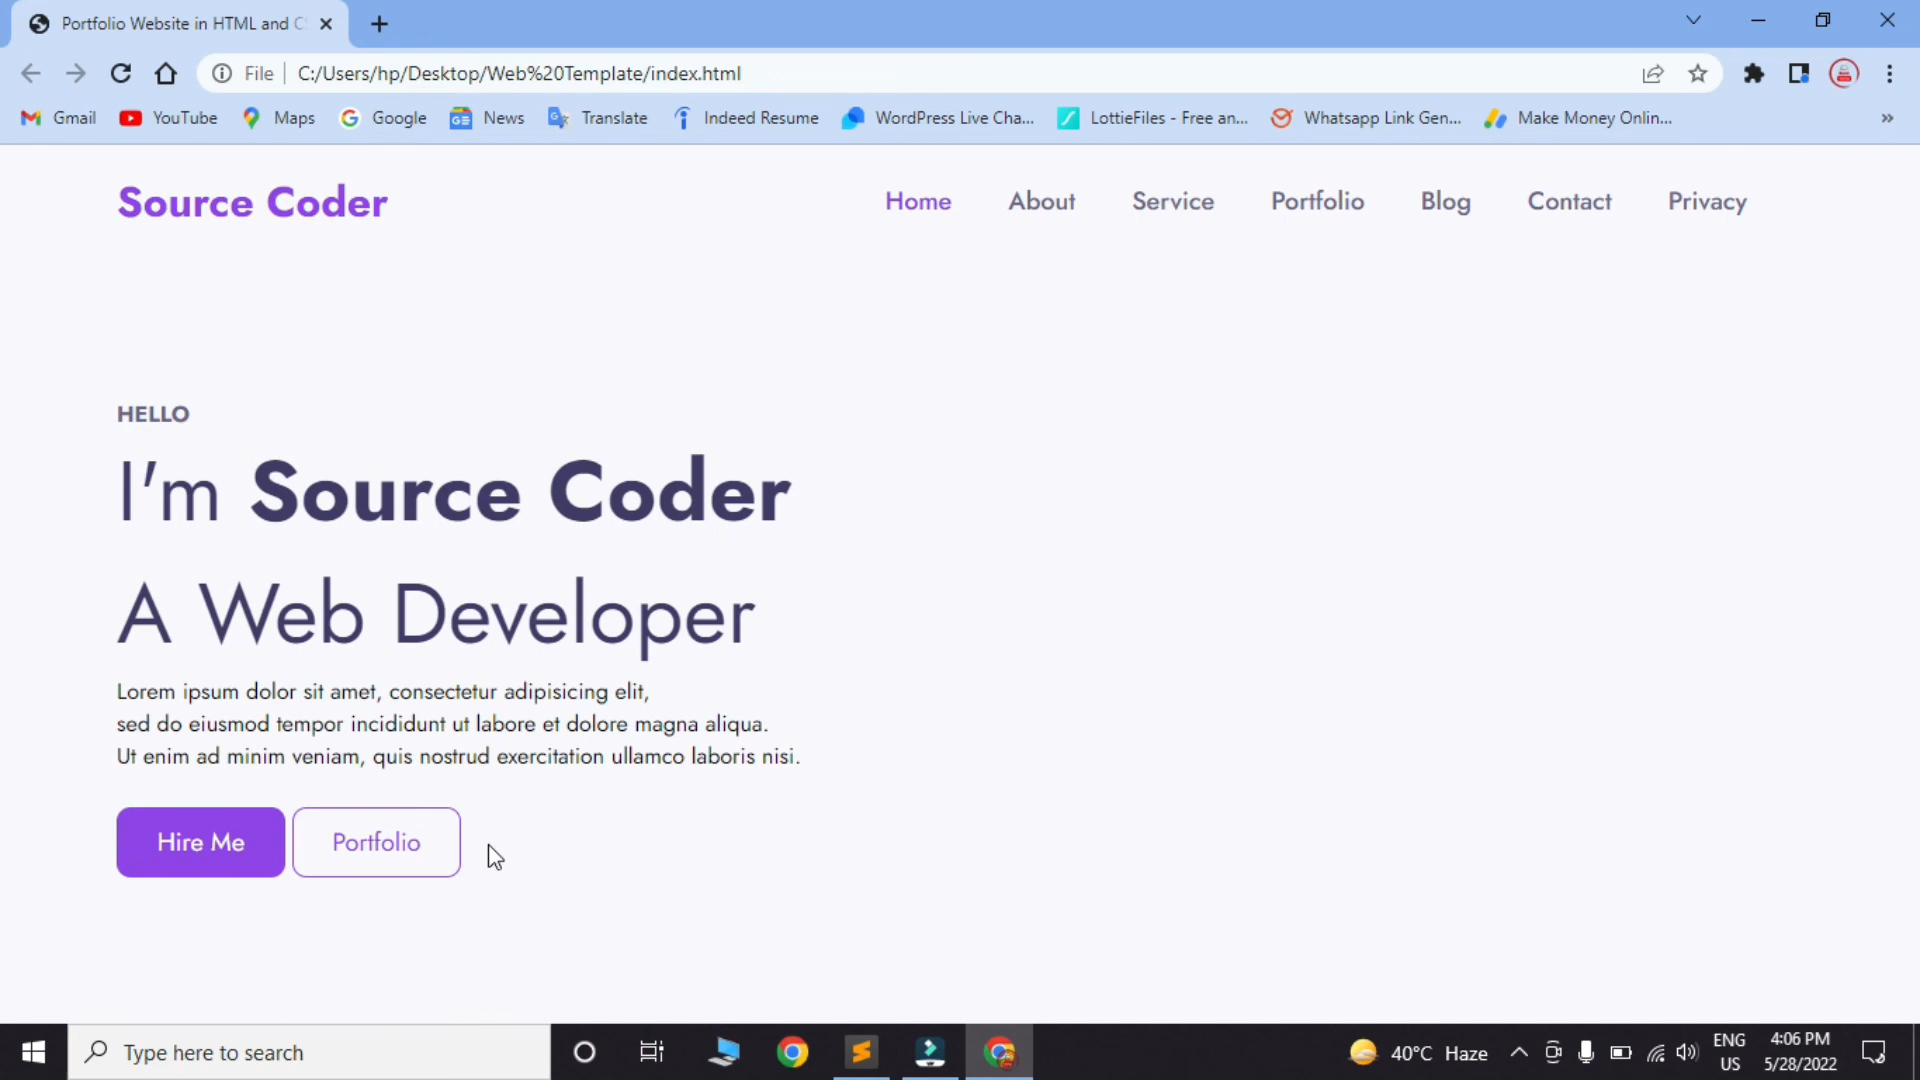 Portfolio Website in HTML and C
File
C:/Users/hp/Desktop/Web%20Template/index.html
Gmail
YouTube
Maps
Google
News
Translate
Indeed Resume
WordPress Live Cha...
LottieFiles - Free an...
Whatsapp Link Gen...
Make Money Onlin...
Source Coder
Home
About
Service
Portfolio
Blog
Contact
Privacy
HELLO
I'm Source Coder
A Web Developer
Lorem ipsum dolor sit amet, consectetur adipisicing elit,
sed do eiusmod tempor incididunt ut labore et dolore magna aliqua.
Ut enim ad minim veniam, quis nostrud exercitation ullamco laboris nisi.
Hire Me
Portfolio
Type here to search
40°C Haze
ENG
US
4:06 PM
5/28/2022